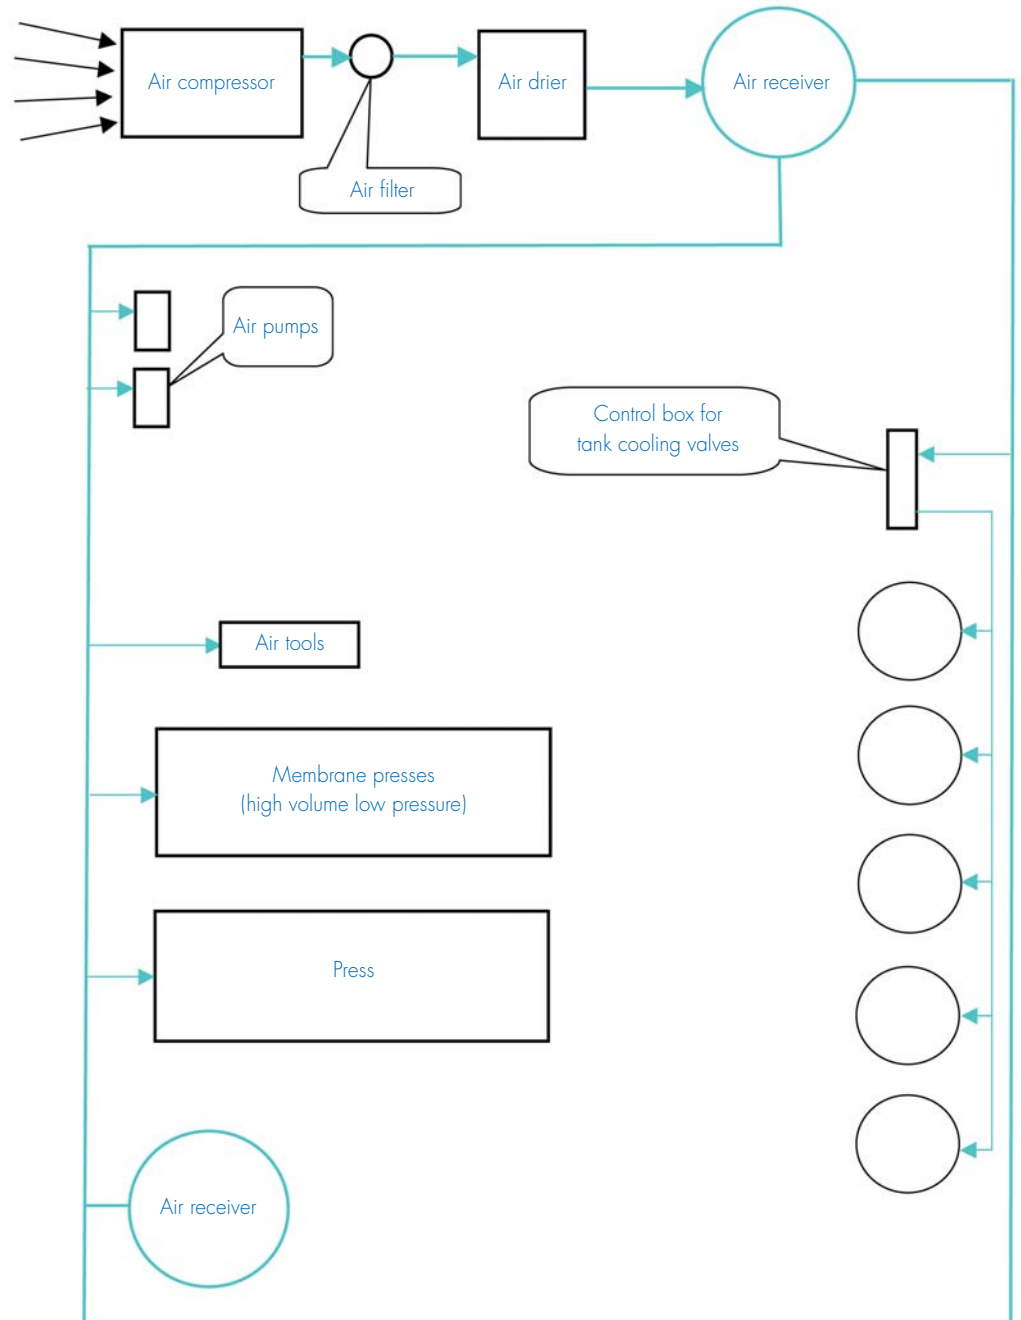 Air compressor
Air drier
Air receiver
Air filter
Air pumps
Control box for
tank cooling valves
Air tools
Membrane presses
(high volume low pressure)
Press
Air receiver